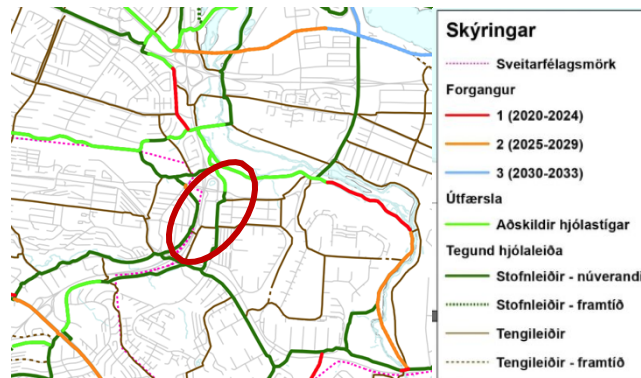 Skýringar
Sveitarfélagsmörk
Forgangur
1 (2020-2024)
2 (2025-2029)
3 (2030-2033)
Útfærsla
Aðskildir hjólastígar
Tegund hjólaleiða
Stofnleiðir - núverandi
Stofnleiðir - framtíð
Tengileiðir
Tengileiðir - framtíð